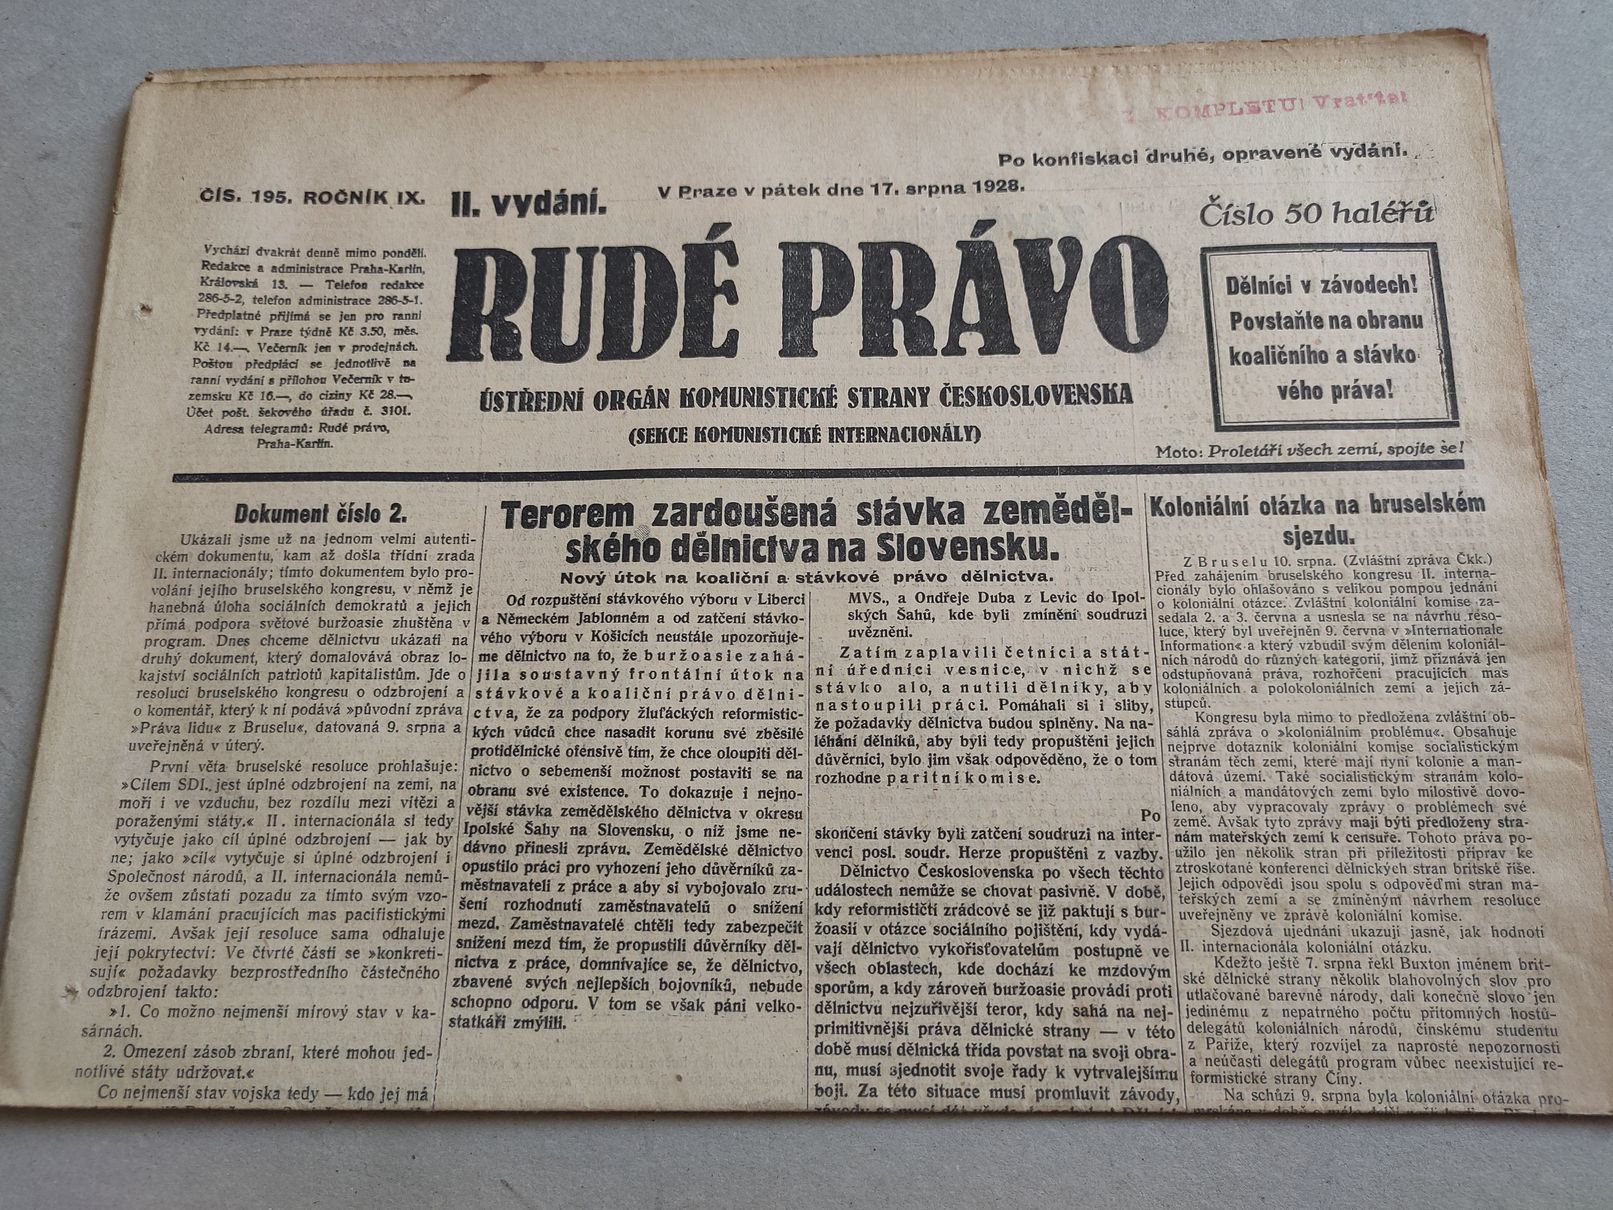 KOMPLETU! Vraťte!
Po konfiskaci druhé, opravené vydání.
ČÍS. 195. ROČNÍK IX.
II. vydání.
V Praze v pátek dne 17. srpna 1928.
Číslo 50 haléřů
Vychází dvakrát denně mimo pondělí.
Redakce a administrace Praha-Karlín,
Královská 13. — Telefon redakce
286-5-2, telefon administrace 286-5-1.
Předplatné přijímá se jen pro ranní
vydání: v Praze týdně Kč 3.50, měs.
Kč 14.—, Večerník jen v prodejnách.
Poštou předplácí se jednotlivě na
ranní vydání s přílohou Večerník v tu-
zemsku Kč 16.—, do ciziny Kč 28.—,
Účet pošt. šekového úřadu č. 3101.
Adresa telegramů: Rudé právo,
Praha-Karlín.
RUDÉ PRÁVO
ÚSTŘEDNÍ ORGÁN KOMUNISTICKÉ STRANY ČESKOSLOVENSKA
(SEKCE KOMUNISTICKÉ INTERNACIONÁLY)
Dělníci v závodech!
Povstaňte na obranu
koaličního a stávko
vého práva!
Moto: Proletáři všech zemí, spojte se!
Dokument číslo 2.
Ukázali jsme už na jednom velmi autenti-
ckém dokumentu, kam až došla třídní zrada
II. internacionály; tímto dokumentem bylo pro-
volání jejího bruselského kongresu, v němž je
hanebná úloha sociálních demokratů a jejich
přímá podpora světové buržoasie zhuštěna v
program. Dnes chceme dělnictvu ukázati na
druhý dokument, který domalovává obraz lo-
kajství sociálních patriotů kapitalistům. Jde o
resoluci bruselského kongresu o odzbrojení a
o komentář, který k ní podává »původní zpráva
»Práva lidu« z Bruselu«, datovaná 9. srpna a
uveřejněná v úterý.
První věta bruselské resoluce prohlašuje:
»Cílem SDI. jest úplné odzbrojení na zemi, na
moři i ve vzduchu, bez rozdílu mezi vítězi a
poraženými státy.« II. internacionála si tedy
vytyčuje jako cíl úplné odzbrojení — jak by
ne; jako »cíl« vytyčuje si úplné odzbrojení i
Společnost národů, a II. internacionála nemů-
že ovšem zůstati pozadu za tímto svým vzo-
rem v klamání pracujících mas pacifistickými
frázemi. Avšak její resoluce sama odhaluje
její pokrytectví: Ve čtvrté části se »konkreti-
sují« požadavky bezprostředního částečného
odzbrojení takto:
»1. Co možno nejmenší mírový stav v ka-
sárnách.
2. Omezení zásob zbraní, které mohou jed-
notlivé státy udržovat.«
Co nejmenší stav vojska tedy — kdo jej má
Terorem zardoušená stávka zeměděl-
ského dělnictva na Slovensku.
Nový útok na koaliční a stávkové právo dělnictva.
Od rozpuštění stávkového výboru v Liberci
a Německém Jablonném a od zatčení stávko-
vého výboru v Košicích neustále upozorňuje-
me dělnictvo na to, že buržoasie zahá-
jila soustavný frontální útok na
stávkové a koaliční právo dělni-
ctva, že za podpory žluťáckých reformistic-
kých vůdců chce nasadit korunu své zběsilé
protidělnické ofensivě tím, že chce oloupiti děl-
nictvo o sebemenší možnost postaviti se na
obranu své existence. To dokazuje i nejno-
vější stávka zemědělského dělnictva v okresu
Ipolské Šahy na Slovensku, o níž jsme ne-
dávno přinesli zprávu. Zemědělské dělnictvo
opustilo práci pro vyhození jeho důvěrníků za-
městnavateli z práce a aby si vybojovalo zru-
šení rozhodnutí zaměstnavatelů o snížení
mezd. Zaměstnavatelé chtěli tedy zabezpečit
snížení mezd tím, že propustili důvěrníky děl-
nictva z práce, domnívajíce se, že dělnictvo,
zbavené svých nejlepších bojovníků, nebude
schopno odporu. V tom se však páni velko-
statkáři zmýlili.
MVS., a Ondřeje Duba z Levic do Ipol-
ských Šahů, kde byli zmínění soudruzi
uvězněni.
Zatím zaplavili četníci a stát-
ní úředníci vesnice, v nichž se
stávko alo, a nutili dělníky, aby
nastoupili práci. Pomáhali si i sliby,
že požadavky dělnictva budou splněny. Na na-
léhání dělníků, aby byli tedy propuštěni jejich
důvěrníci, bylo jim však odpověděno, že o tom
rozhodne paritní komise.
Po
skončení stávky byli zatčení soudruzi na inter-
venci posl. soudr. Herze propuštěni z vazby.
Dělnictvo Československa po všech těchto
událostech nemůže se chovat pasivně. V době,
kdy reformističtí zrádcové se již paktují s bur-
žoasií v otázce sociálního pojištění, kdy vydá-
vají dělnictvo vykořisťovatelům postupně ve
všech oblastech, kde dochází ke mzdovým
sporům, a kdy zároveň buržoasie provádí proti
dělnictvu nejzuřivější teror, kdy sahá na nej-
primitivnější práva dělnické strany — v této
době musí dělnická třída povstat na svoji obra-
nu, musí sjednotit svoje řady k vytrvalejšímu
boji. Za této situace musí promluvit závody,
Koloniální otázka na bruselském
sjezdu.
Z Bruselu 10. srpna. (Zvláštní zpráva Čkk.)
Před zahájením bruselského kongresu II. interna-
cionály bylo ohlašováno s velikou pompou jednání
o koloniální otázce. Zvláštní koloniální komise za-
sedala 2. a 3. června a usnesla se na návrhu reso-
luce, který byl uveřejněn 9. června v »Internationale
Information« a který vzbudil svým dělením koloniál-
ních národů do různých kategorií, jimž přiznává jen
odstupňovaná práva, rozhořčení pracujících mas
koloniálních a polokoloniálních zemí a jejich zá-
stupců.
Kongresu byla mimo to předložena zvláštní ob-
sáhlá zpráva o »koloniálním problému«. Obsahuje
nejprve dotazník koloniální komise socialistickým
stranám těch zemí, které mají nyní kolonie a man-
dátová území. Také socialistickým stranám kolo-
niálních a mandátových zemí bylo milostivě dovo-
leno, aby vypracovaly zprávy o problémech své
země. Avšak tyto zprávy mají býti předloženy stra-
nám mateřských zemí k censuře. Tohoto práva po-
užilo jen několik stran při příležitosti příprav ke
ztroskotané konferenci dělnických stran britské říše.
Jejich odpovědi jsou spolu s odpověďmi stran ma-
teřských zemí a se zmíněným návrhem resoluce
uveřejněny ve zprávě koloniální komise.
Sjezdová ujednání ukazují jasně, jak hodnotí
II. internacionála koloniální otázku.
Kdežto ještě 7. srpna řekl Buxton jménem brit-
ské dělnické strany několik blahovolných slov pro
utlačované barevné národy, dali konečně slovo jen
jedinému z nepatrného počtu přítomných hostů-
delegátů koloniálních národů, čínskému studentu
z Paříže, který rozvíjel za naprosté nepozornosti
a neúčasti delegátů program vůbec neexistující re-
formistické strany Číny.
Na schůzi 9. srpna byla koloniální otázka pro-